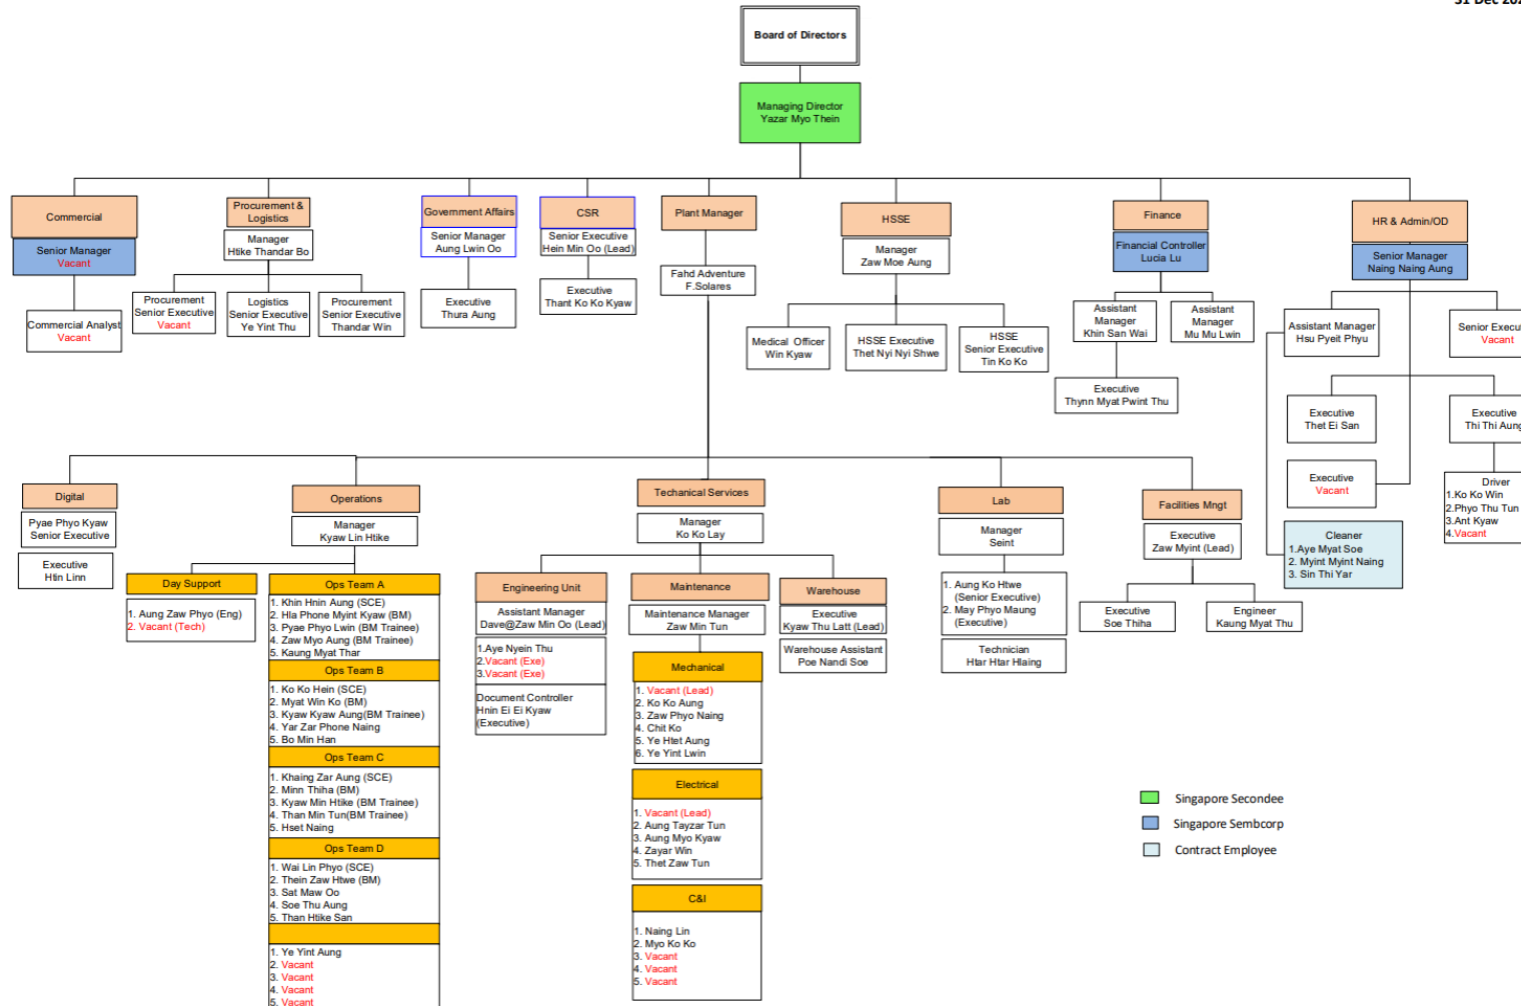 31 Dec 202
Board of Directors
Managing Director
Yazar Myo Thein
Commercial
Senior Manager
Vacant
Commercial Analyst
Vacant
Procurement &
Logistics
Manager
Htike Thandar Bo
Procurement
Senior Executive
Vacant
Logistics
Senior Executive
Ye Yint Thu
Procurement
Senior Executive
Thandar Win
Government Affairs
Senior Manager
Aung Lwin Oo
Executive
Thura Aung
CSR
Senior Executive
Hein Min Oo (Lead)
Executive
Thant Ko Ko Kyaw
Plant Manager
Fahd Adventure
F.Solares
HSSE
Manager
Zaw Moe Aung
Medical Officer
Win Kyaw
HSSE Executive
Thet Nyi Nyi Shwe
HSSE
Senior Executive
Tin Ko Ko
Finance
Financial Controller
Lucia Lu
Assistant
Manager
Khin San Wai
Assistant
Manager
Mu Mu Lwin
Executive
Thynn Myat Pwint Thu
HR & Admin/OD
Senior Manager
Naing Naing Aung
Assistant Manager
Hsu Pyeit Phyu
Senior Execut
Vacant
Executive
Thet Ei San
Executive
Thi Thi Aung
Executive
Vacant
Driver
1.Ko Ko Win
2.Phyo Thu Tun
3.Ant Kyaw
4.Vacant
Cleaner
1.Aye Myat Soe
2. Myint Myint Naing
3. Sin Thi Yar
Digital
Pyae Phyo Kyaw
Senior Executive
Executive
Htin Linn
Operations
Manager
Kyaw Lin Htike
Day Support
1. Aung Zaw Phyo (Eng)
2. Vacant (Tech)
Ops Team A
1. Khin Hnin Aung (SCE)
2. Hla Phone Myint Kyaw (BM)
3. Pyae Phyo Lwin (BM Trainee)
4. Zaw Myo Aung (BM Trainee)
5. Kaung Myat Thar
Ops Team B
1. Ko Ko Hein (SCE)
2. Myat Win Ko (BM)
3. Kyaw Kyaw Aung(BM Trainee)
4. Yar Zar Phone Naing
5. Bo Min Han
Ops Team C
1. Khaing Zar Aung (SCE)
2. Minn Thiha (BM)
3. Kyaw Min Htike (BM Trainee)
4. Than Min Tun(BM Trainee)
5. Hset Naing
Ops Team D
1. Wai Lin Phyo (SCE)
2. Thein Zaw Htwe (BM)
3. Sat Maw Oo
4. Soe Thu Aung
5. Than Htike San
1. Ye Yint Aung
2. Vacant
3. Vacant
4. Vacant
5. Vacant
Techanical Services
Manager
Ko Ko Lay
Engineering Unit
Assistant Manager
Dave@Zaw Min Oo (Lead)
1.Aye Nyein Thu
2.Vacant (Exe)
3.Vacant (Exe)
Document Controller
Hnin Ei Ei Kyaw
(Executive)
Maintenance
Maintenance Manager
Zaw Min Tun
Mechanical
1. Vacant (Lead)
2. Ko Ko Aung
3. Zaw Phyo Naing
4. Chit Ko
5. Ye Htet Aung
6. Ye Yint Lwin
Electrical
1. Vacant (Lead)
2. Aung Tayzar Tun
3. Aung Myo Kyaw
4. Zayar Win
5. Thet Zaw Tun
C&I
1. Naing Lin
2. Myo Ko Ko
3. Vacant
4. Vacant
5. Vacant
Warehouse
Executive
Kyaw Thu Latt (Lead)
Warehouse Assistant
Poe Nandi Soe
Lab
Manager
Seint
1. Aung Ko Htwe
(Senior Executive)
2. May Phyo Maung
(Executive)
Technician
Htar Htar Hlaing
Facilities Mngt
Executive
Zaw Myint (Lead)
Executive
Soe Thiha
Engineer
Kaung Myat Thu
Singapore Secondee
Singapore Sembcorp
Contract Employee